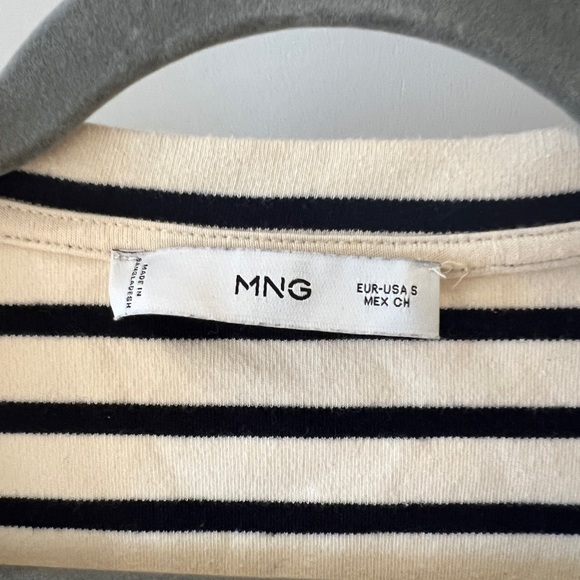 MADE IN
BANGLADESH
MNG
EUR-USA S
MEX CH